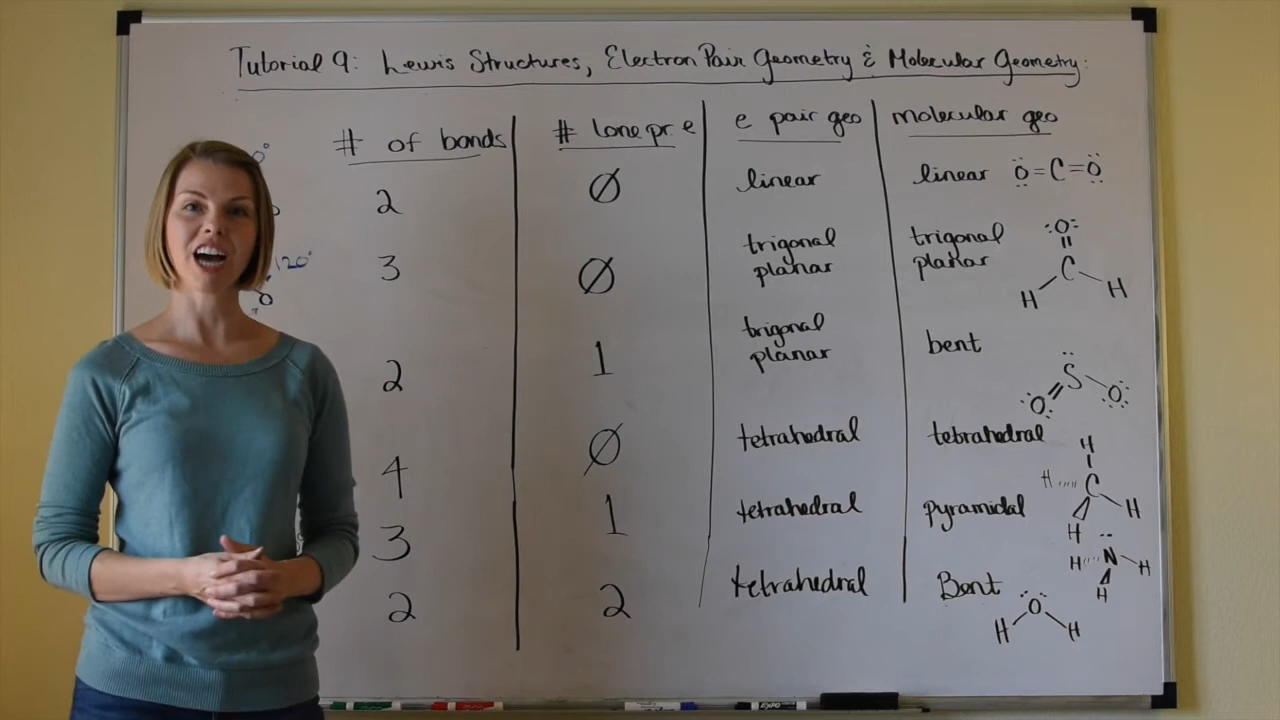 Tutorial 9: Lewis Structures, Electron Pair Geometry & Molecular Geometry:
# of bonds # lone pr e e pair geo molecular geo
2 Ø linear linear O=C=O
3 Ø trigonal planar trigonal planar O C H H
120°
2 1 trigonal planar bent S O O
4 Ø tetrahedral tetrahedral H H C H H
3 1 tetrahedral pyramidal H N H H
2 2 tetrahedral Bent O H H
EXPO